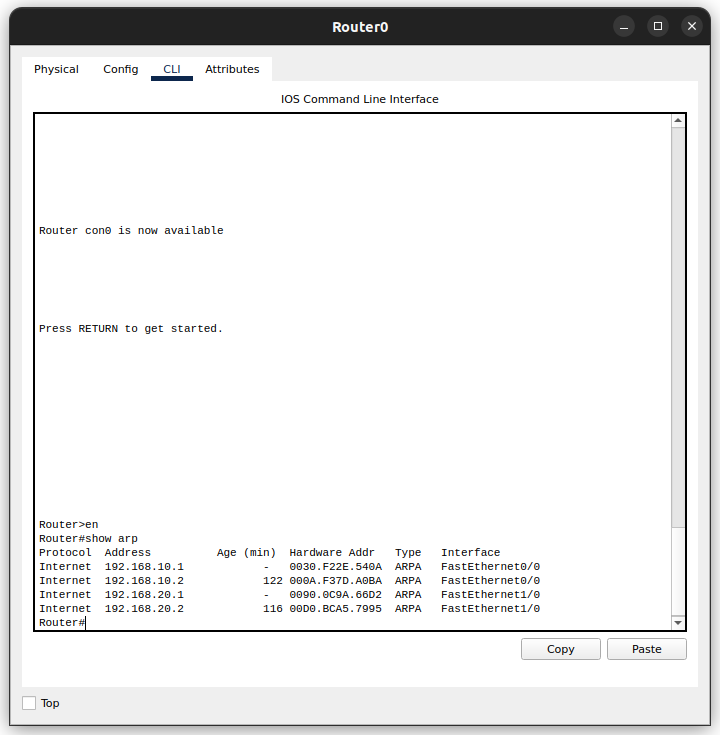 Router0
Physical Config CLI Attributes
IOS Command Line Interface
Router con0 is now available
Press RETURN to get started.
Router>en
Router#show arp
Protocol  Address          Age (min)  Hardware Addr   Type   Interface
Internet  192.168.10.1            -   0030.F22E.540A  ARPA   FastEthernet0/0
Internet  192.168.10.2            122 000A.F37D.A0BA  ARPA   FastEthernet0/0
Internet  192.168.20.1            -   0090.0C9A.66D2  ARPA   FastEthernet1/0
Internet  192.168.20.2            116 00D0.BCA5.7995  ARPA   FastEthernet1/0
Router#
Copy Paste
Top